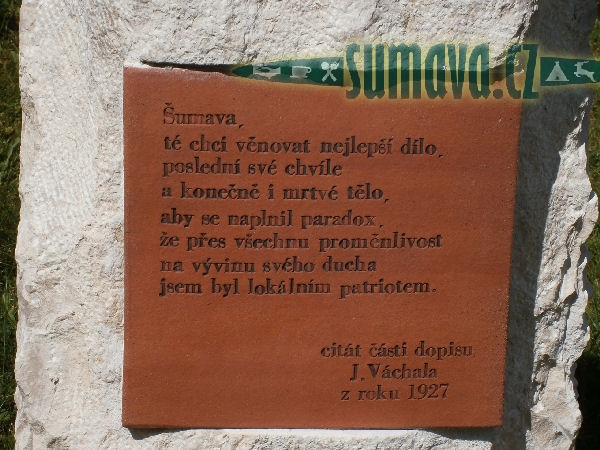 sumava.cz
Šumava,
té chci věnovat nejlepší dílo,
poslední své chvíle
a konečně i mrtvé tělo,
aby se naplnil paradox,
že přes všechnu proměnlivost
na vývinu svého ducha
jsem byl lokálním patriotem.
citát části dopisu
J. Váchala
z roku 1927